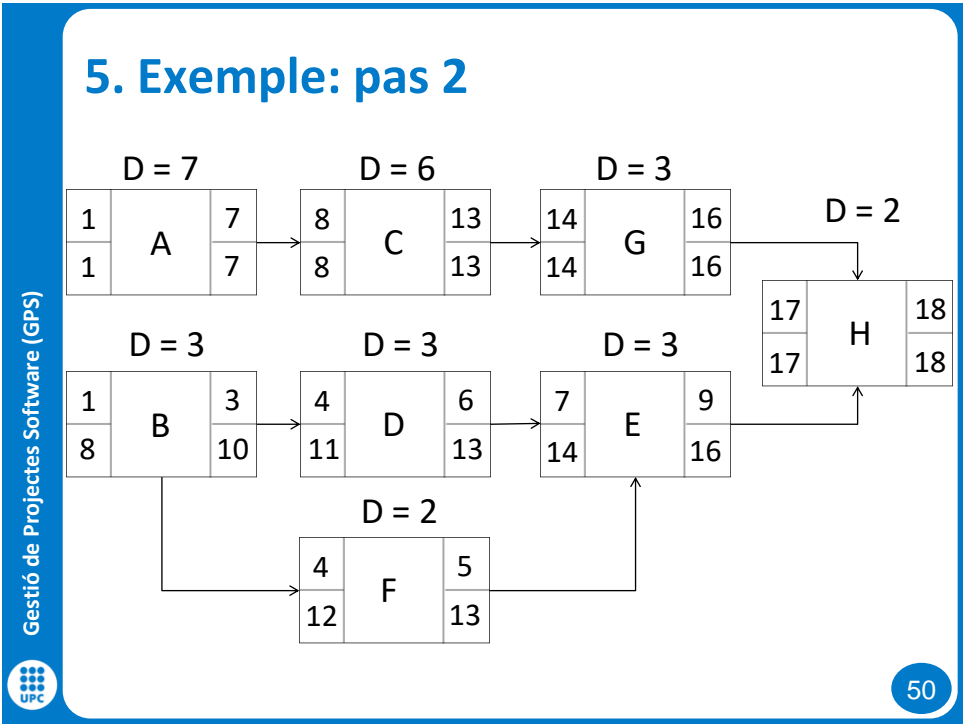 5. Exemple: pas 2
D = 7
D = 6
D = 3
D = 2
1 7
A
1 7
8 13
C
8 13
14 16
G
14 16
17 18
H
17 18
D = 3
D = 3
D = 3
1 3
B
8 10
4 6
D
11 13
7 9
E
14 16
D = 2
4 5
F
12 13
Gestió de Projectes Software (GPS)
UPC
50